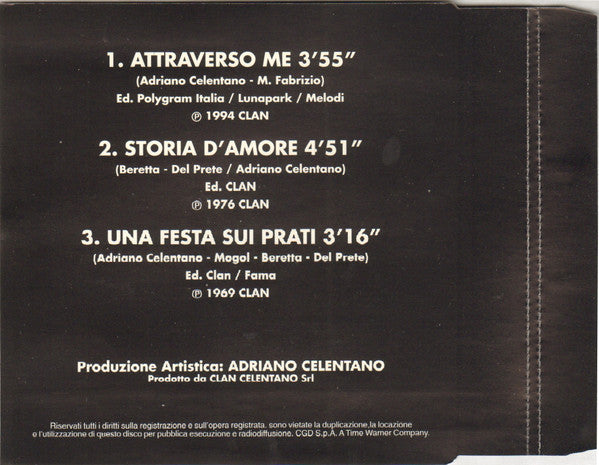 1. ATTRAVERSO ME 3'55"
(Adriano Celentano - M. Fabrizio)
Ed. Polygram Italia / Lunapark / Melodi
℗ 1994 CLAN
2. STORIA D'AMORE 4'51"
(Beretta - Del Prete / Adriano Celentano)
Ed. CLAN
℗ 1976 CLAN
3. UNA FESTA SUI PRATI 3'16"
(Adriano Celentano - Mogol - Beretta - Del Prete)
Ed. Clan / Fama
℗ 1969 CLAN
Produzione Artistica: ADRIANO CELENTANO
Prodotto da CLAN CELENTANO Srl
Riservati tutti i diritti sulla registrazione e sull'opera registrata, sono vietate la duplicazione,la locazione
e l'utilizzazione di questo disco per pubblica esecuzione e radiodiffusione. CGD S.p.A. A Time Warner Company.